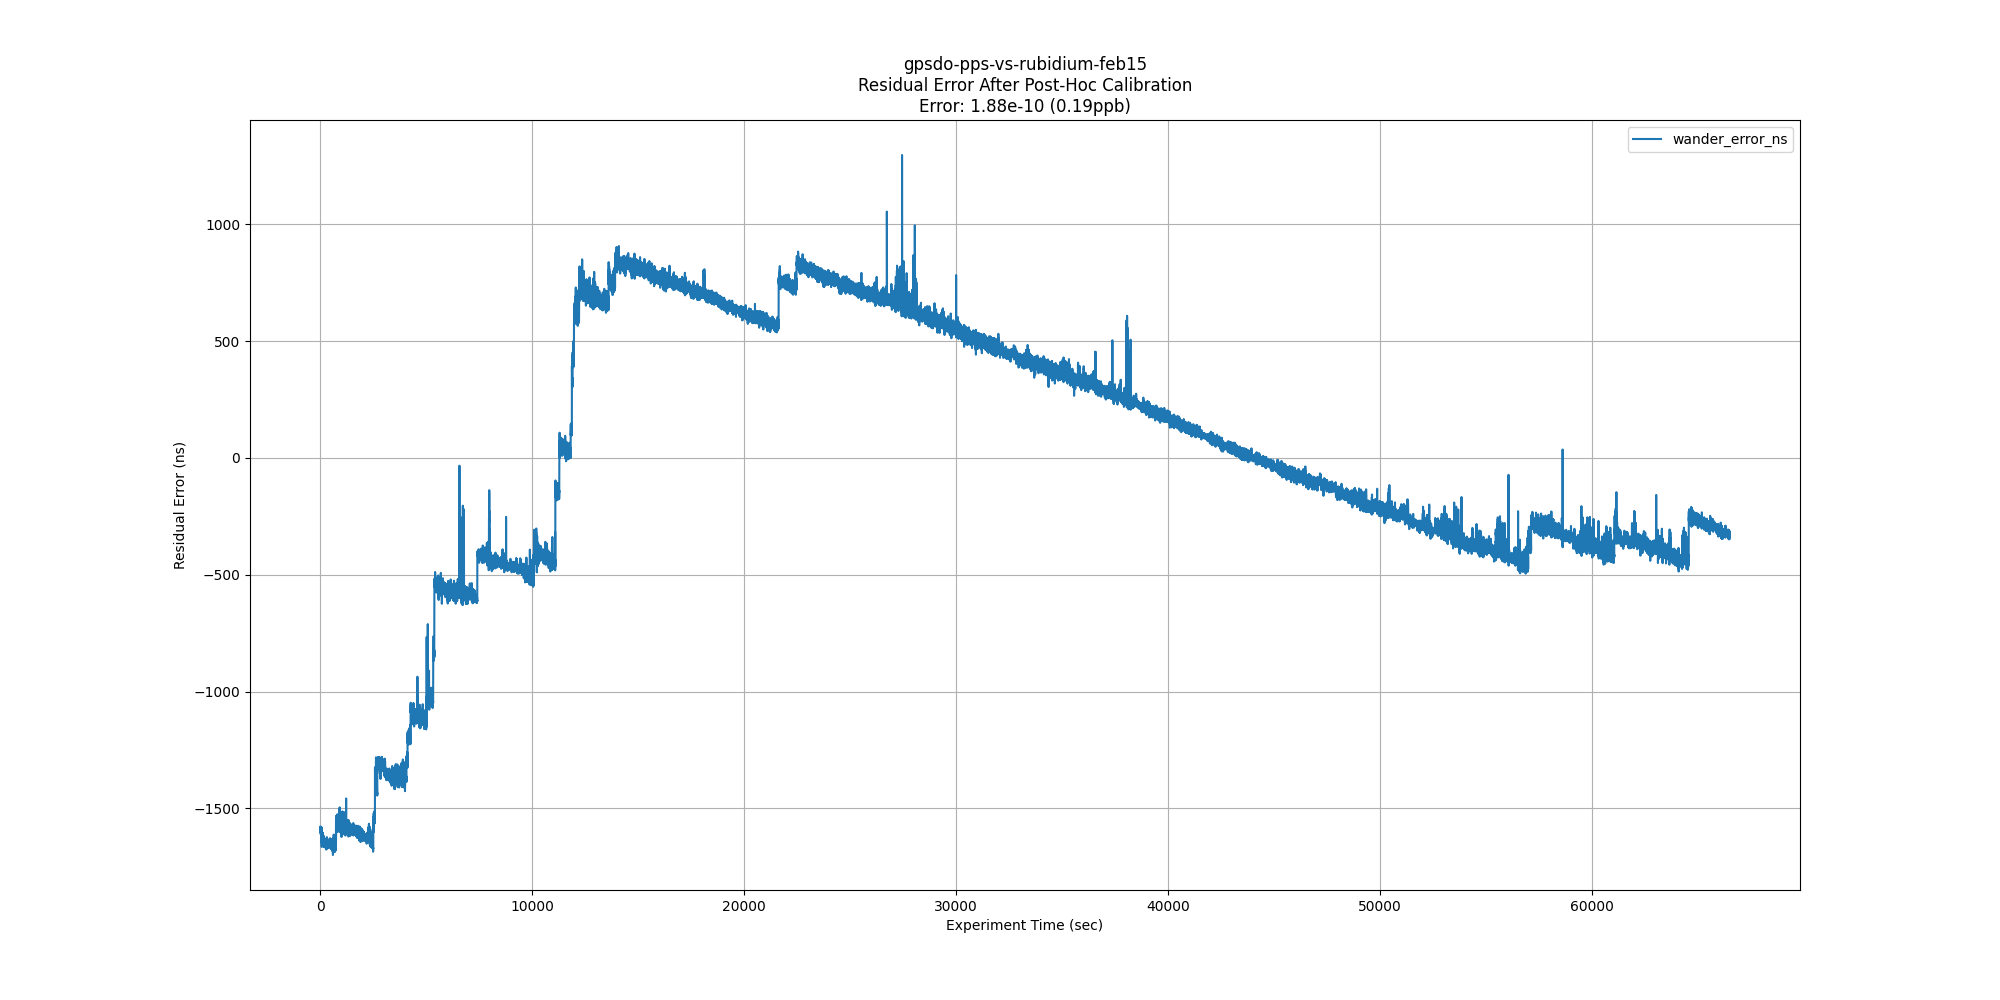 gpsdo-pps-vs-rubidium-feb15
Residual Error After Post-Hoc Calibration
Error: 1.88e-10 (0.19ppb)
wander_error_ns
1000
500
0
−500
−1000
−1500
Residual Error (ns)
0 10000 20000 30000 40000 50000 60000
Experiment Time (sec)